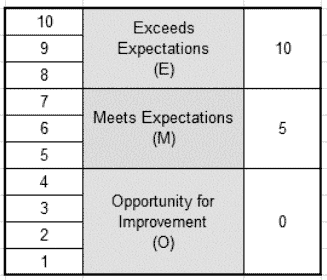 10
9
8
Exceeds
Expectations
(E)
10
7
6
5
Meets Expectations
(M)
5
4
3
2
1
Opportunity for
Improvement
(O)
0